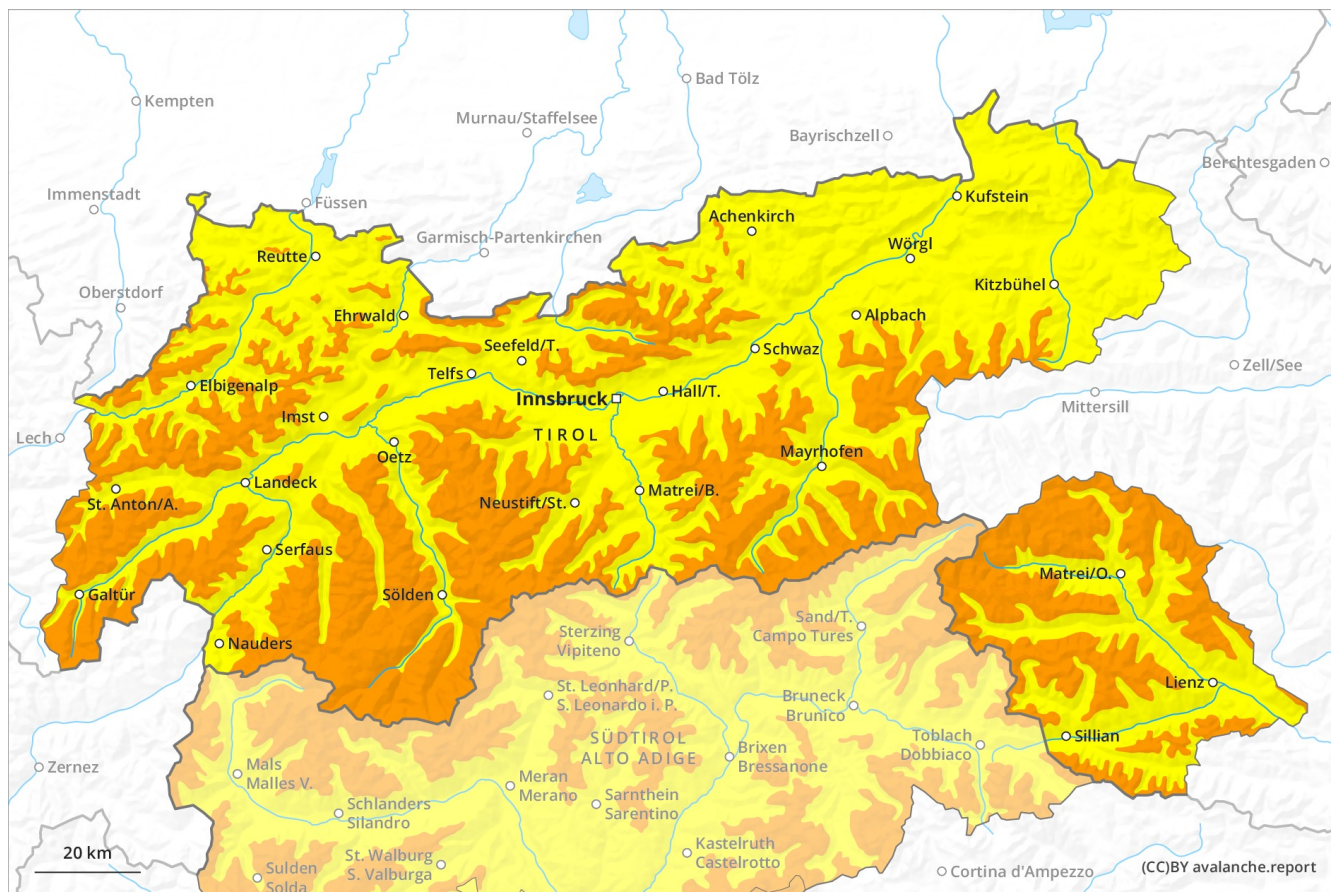 Kempten
Bad Tölz
Murnau/Staffelsee
Bayrischzell
Berchtesgaden
Immenstadt
Füssen
Kufstein
Achenkirch
Garmisch-Partenkirchen
Wörgl
Reutte
Oberstdorf
Kitzbühel
Ehrwald
Alpbach
Seefeld/T.
Schwaz
Zell/See
Telfs
Elbigenalp
Innsbruck
Hall/T.
Mittersill
Imst
TIROL
Lech
Oetz
Mayrhofen
Landeck
Matrei/B.
St. Anton/A.
Neustift/St.
Serfaus
Matrei/O.
Galtür
Sölden
Sand/T.
Campo Tures
Sterzing
Vipiteno
Nauders
Lienz
St. Leonhard/P.
S. Leonardo i. P.
Bruneck
Brunico
Sillian
SÜDTIROL
ALTO ADIGE
Toblach
Dobbiaco
Brixen
Bressanone
Zernez
Mals
Malles V.
Meran
Merano
Sarnthein
Sarentino
Schlanders
Silandro
Kastelruth
Castelrotto
20 km
St. Walburg
S. Valburga
(CC)BY avalanche.report
Cortina d'Ampezzo
Sulden
Solda